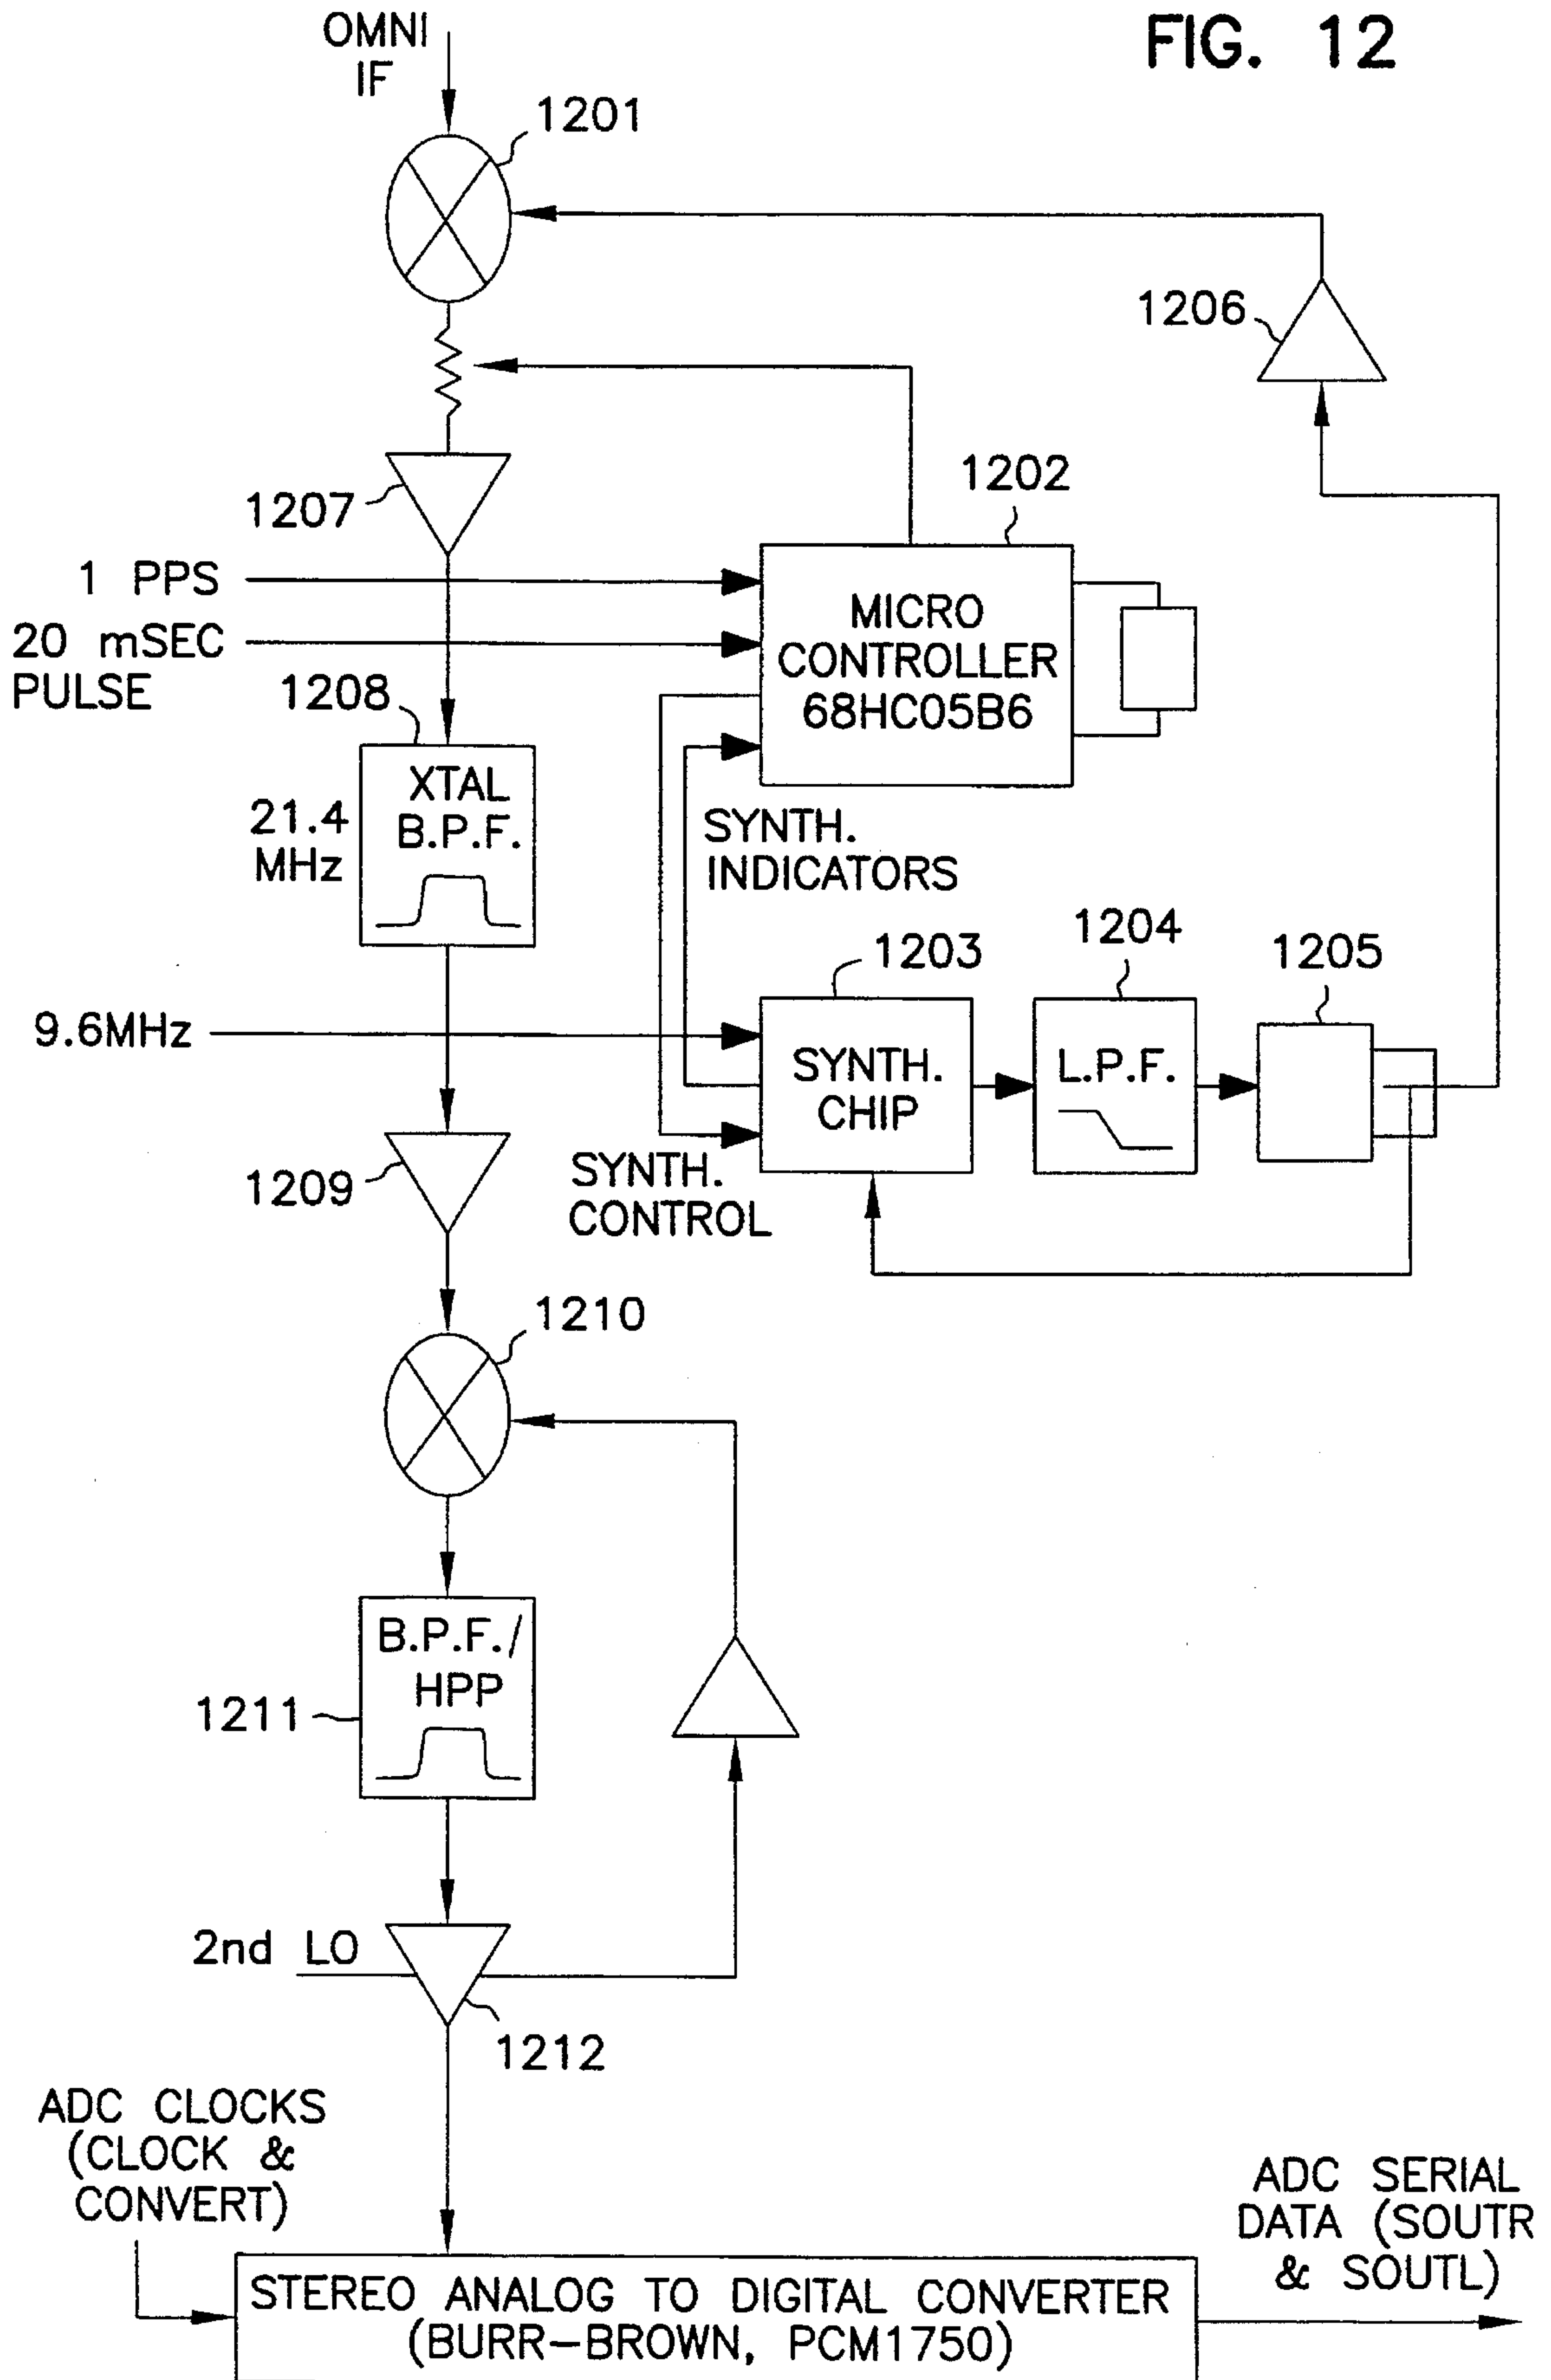 FIG. 12
OMNI
IF
1201
1206
1202
1207
1 PPS
20 mSEC
PULSE
MICRO
CONTROLLER
68HC05B6
1208
XTAL
B.P.F.
21.4
MHz
SYNTH.
INDICATORS
1203
1204
1205
9.6MHz
SYNTH.
CHIP
L.P.F.
1209
SYNTH.
CONTROL
1210
B.P.F./
HPP
1211
2nd LO
1212
ADC CLOCKS
(CLOCK &
CONVERT)
ADC SERIAL
DATA (SOUTR
& SOUTL)
STEREO ANALOG TO DIGITAL CONVERTER
(BURR-BROWN, PCM1750)